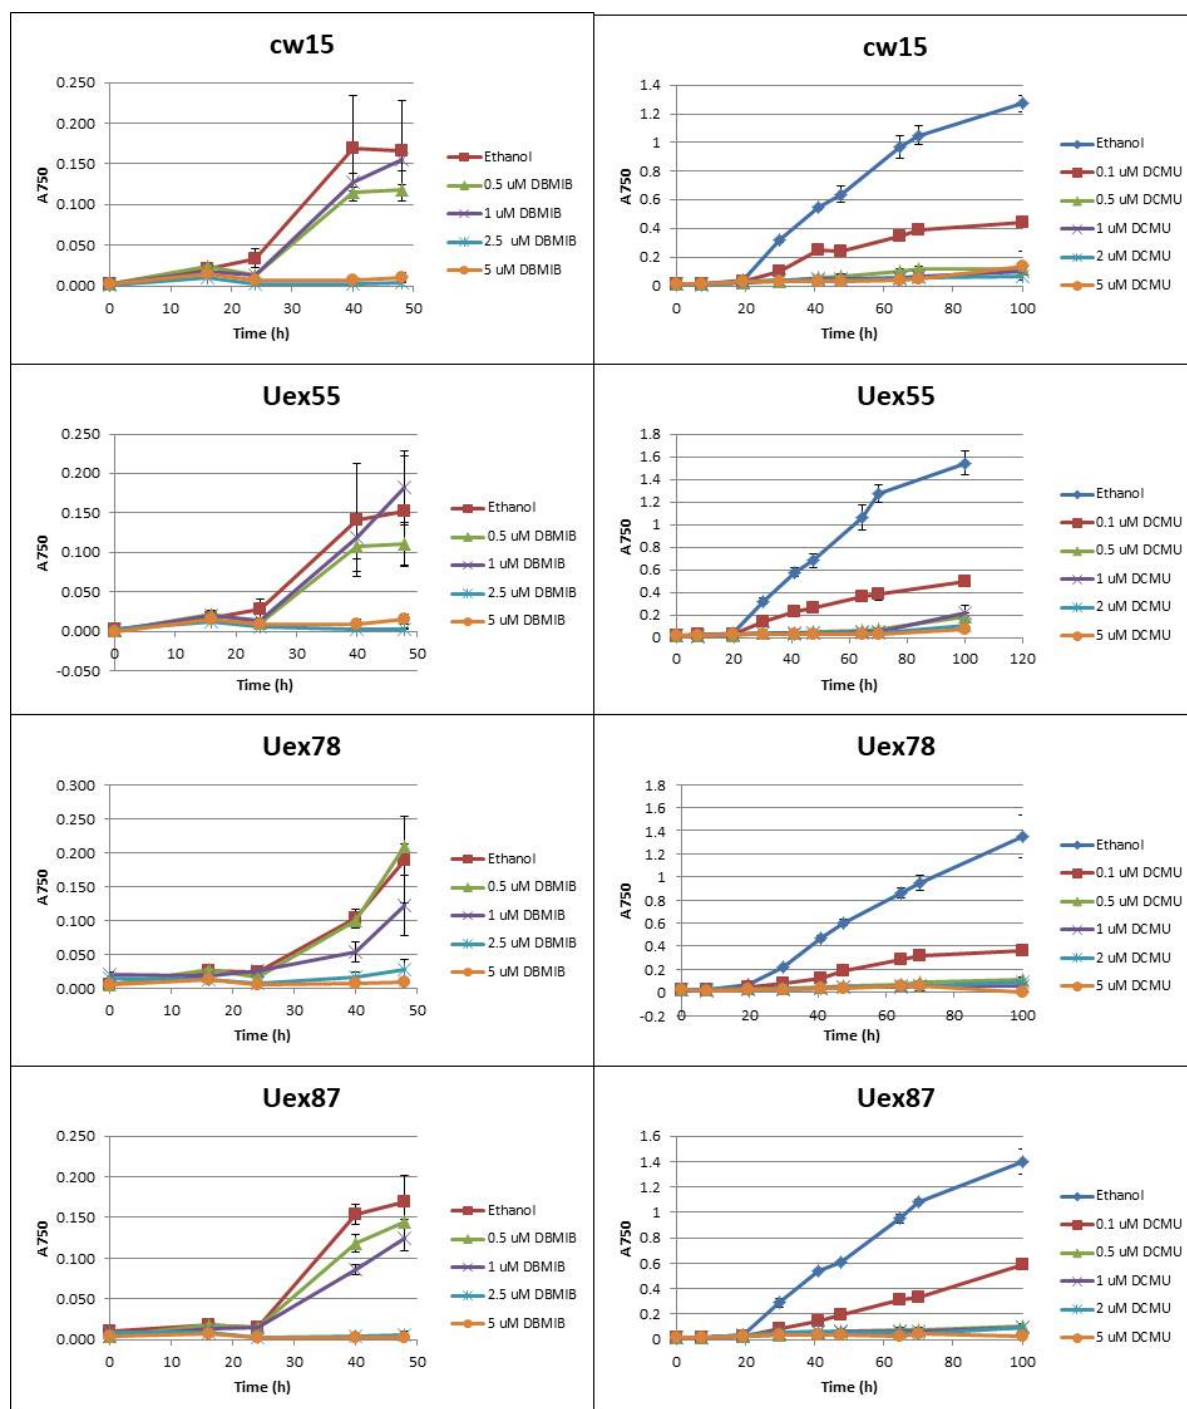 cw15
0.250
0.200
0.150
0.100
0.050
0.000
A750
0 10 20 30 40 50
Time (h)
Ethanol
0.5 uM DBMIB
1 uM DBMIB
2.5 uM DBMIB
5 uM DBMIB
cw15
1.4
1.2
1
0.8
0.6
0.4
0.2
0
A750
0 20 40 60 80 100
Time (h)
Ethanol
0.1 uM DCMU
0.5 uM DCMU
1 uM DCMU
2 uM DCMU
5 uM DCMU
Uex55
0.250
0.200
0.150
0.100
0.050
0.000
-0.050
A750
0 10 20 30 40 50
Time (h)
Ethanol
0.5 uM DBMIB
1 uM DBMIB
2.5 uM DBMIB
5 uM DBMIB
Uex55
1.8
1.6
1.4
1.2
1
0.8
0.6
0.4
0.2
0
A750
0 20 40 60 80 100 120
Time (h)
Ethanol
0.1 uM DCMU
0.5 uM DCMU
1 uM DCMU
2 uM DCMU
5 uM DCMU
Uex78
0.300
0.250
0.200
0.150
0.100
0.050
0.000
A750
0 10 20 30 40 50
Time (h)
Ethanol
0.5 uM DBMIB
1 uM DBMIB
2.5 uM DBMIB
5 uM DBMIB
Uex78
1.8
1.6
1.4
1.2
1
0.8
0.6
0.4
0.2
0
-0.2
A750
0 20 40 60 80 100
Time (h)
Ethanol
0.1 uM DCMU
0.5 uM DCMU
1 uM DCMU
2 uM DCMU
5 uM DCMU
Uex87
0.250
0.200
0.150
0.100
0.050
0.000
A750
0 10 20 30 40 50
Time (h)
Ethanol
0.5 uM DBMIB
1 uM DBMIB
2.5 uM DBMIB
5 uM DBMIB
Uex87
1.6
1.4
1.2
1
0.8
0.6
0.4
0.2
0
A750
0 20 40 60 80 100
Time (h)
Ethanol
0.1 uM DCMU
0.5 uM DCMU
1 uM DCMU
2 uM DCMU
5 uM DCMU